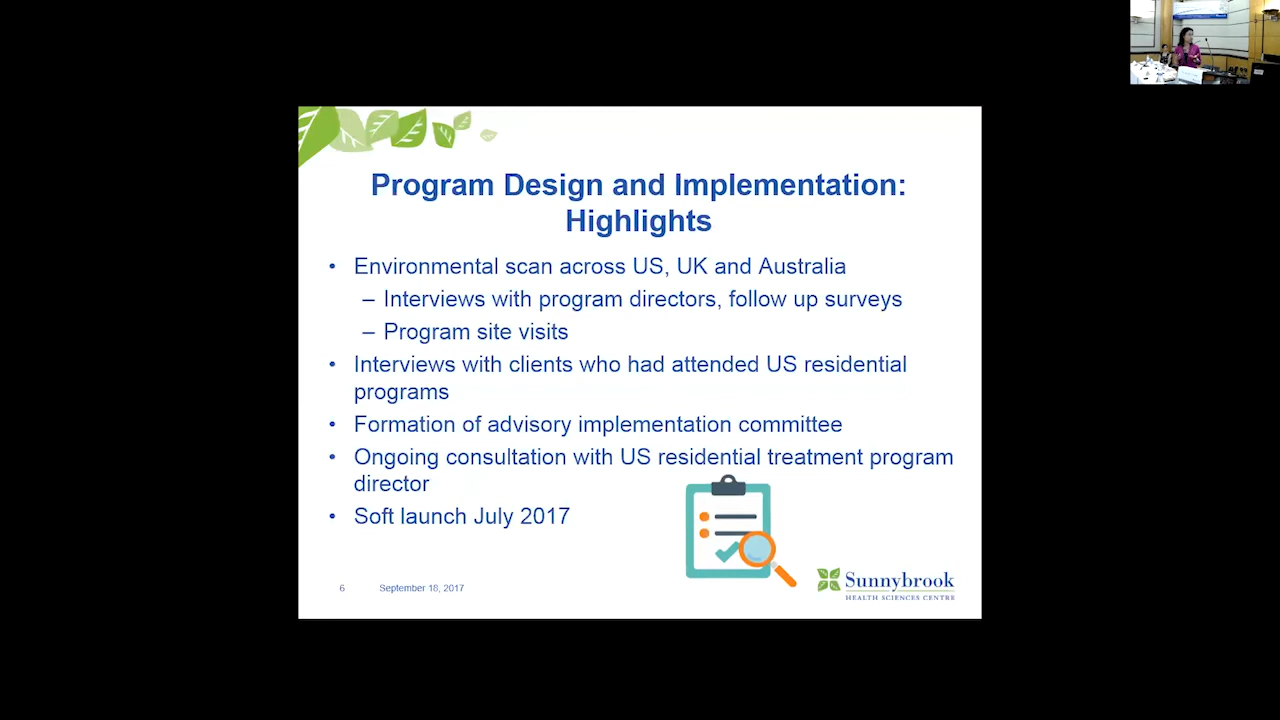 Program Design and Implementation:
Highlights
• Environmental scan across US, UK and Australia
– Interviews with program directors, follow up surveys
– Program site visits
• Interviews with clients who had attended US residential
programs
• Formation of advisory implementation committee
• Ongoing consultation with US residential treatment program
director
• Soft launch July 2017
6 September 18, 2017
Sunnybrook
HEALTH SCIENCES CENTRE